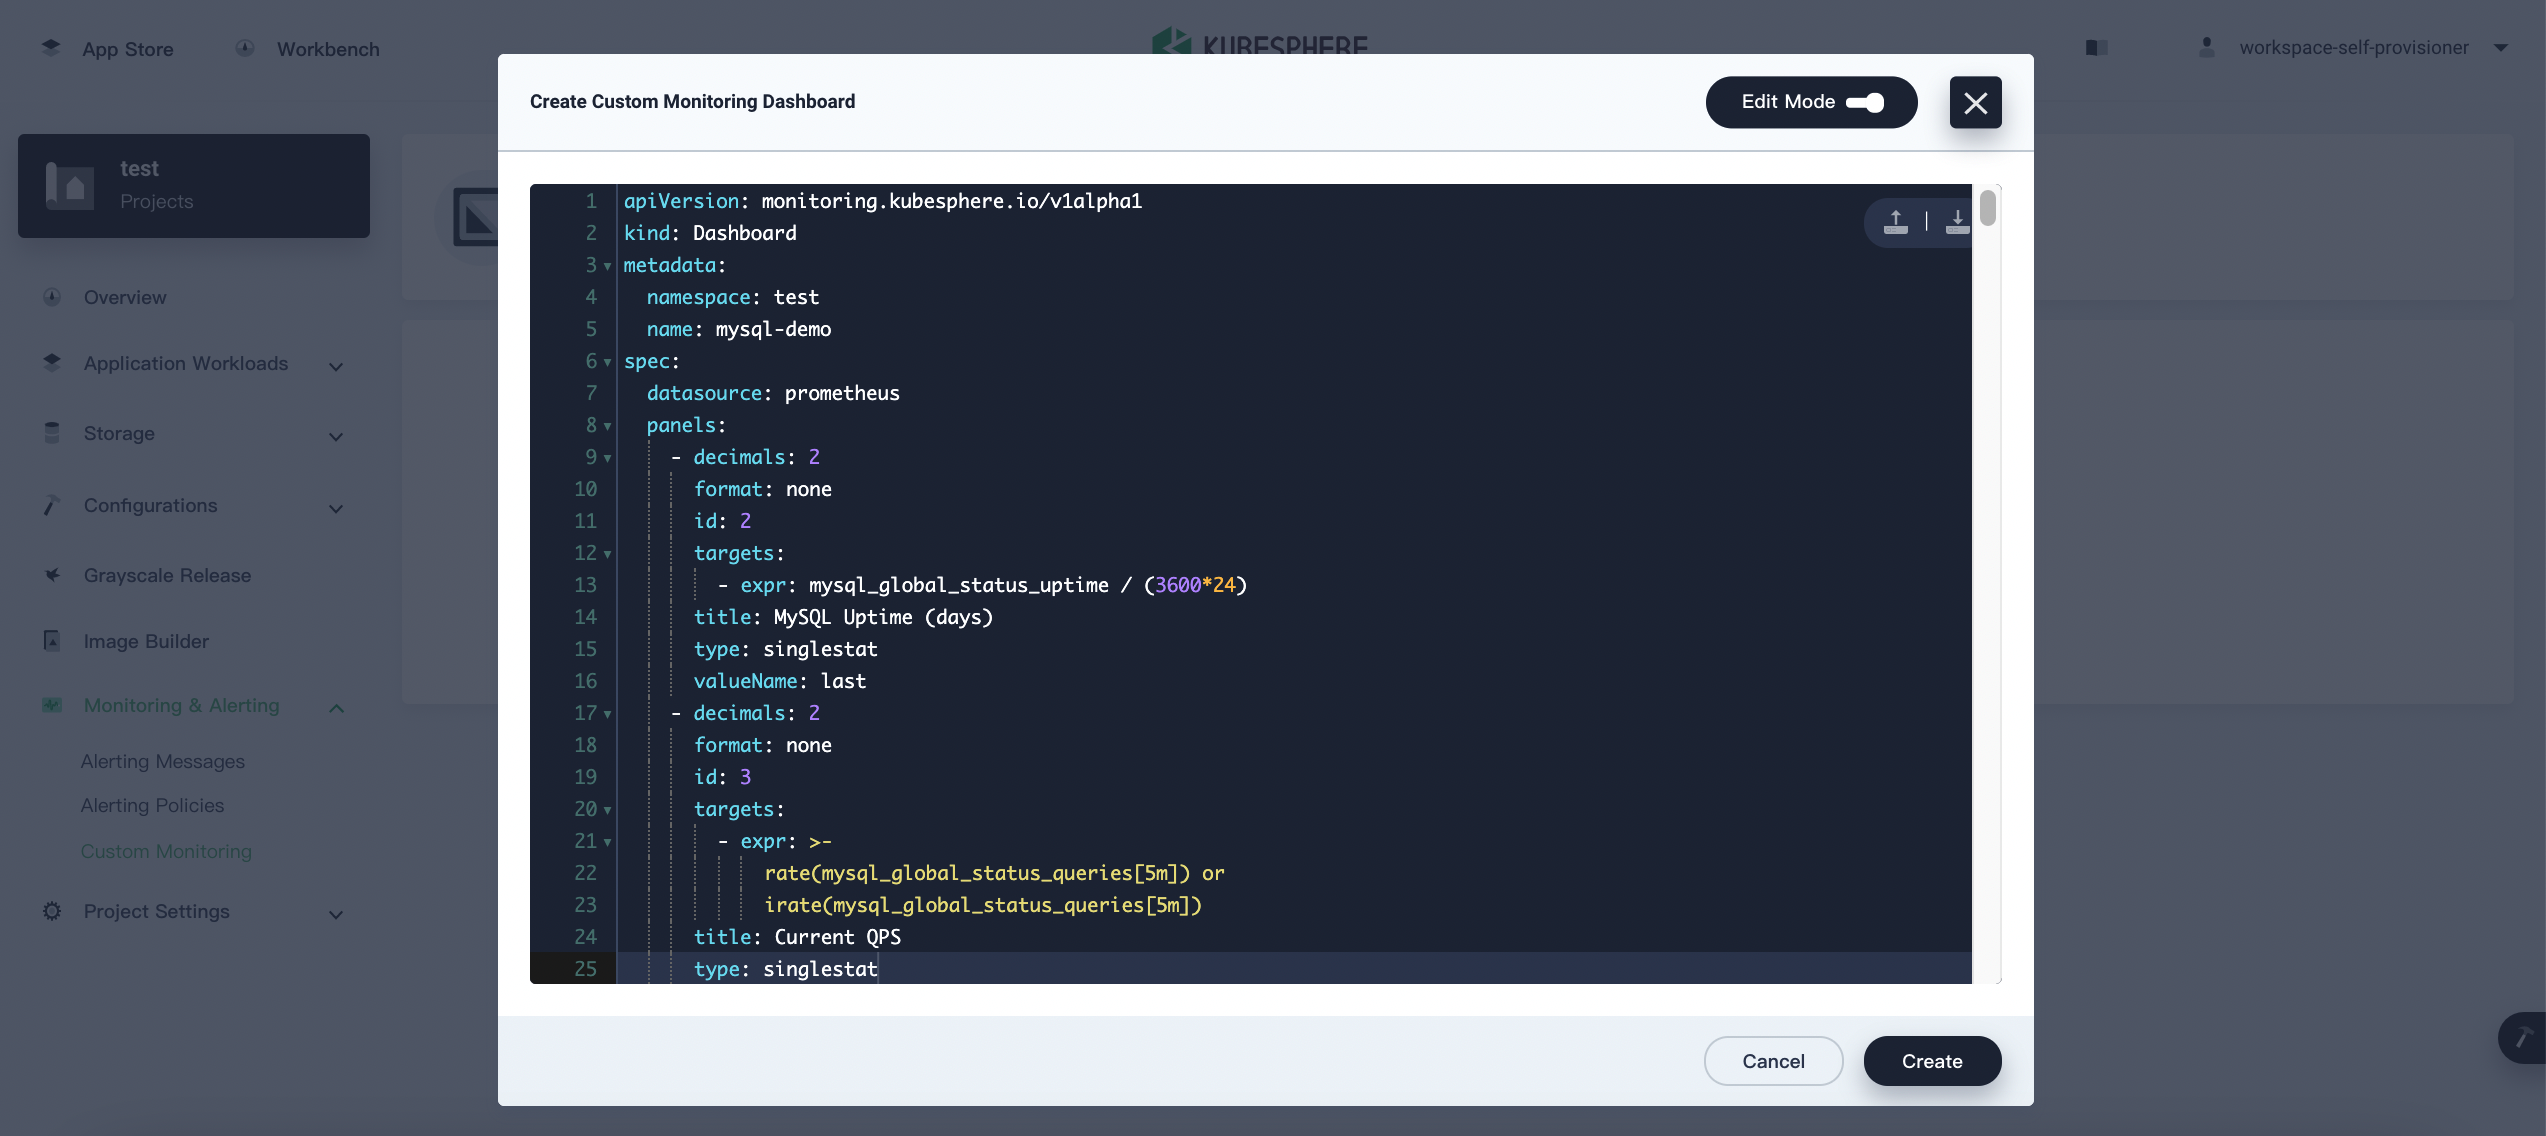 App Store
Workbench
KUBESPHERE
workspace-self-provisioner
Create Custom Monitoring Dashboard
Edit Mode
test
Projects
Overview
Application Workloads
Storage
Configurations
Grayscale Release
Image Builder
Monitoring & Alerting
Alerting Messages
Alerting Policies
Custom Monitoring
Project Settings
1 apiVersion: monitoring.kubesphere.io/v1alpha1
2 kind: Dashboard
3 metadata:
4 namespace: test
5 name: mysql-demo
6 spec:
7 datasource: prometheus
8 panels:
9 - decimals: 2
10 format: none
11 id: 2
12 targets:
13 - expr: mysql_global_status_uptime / (3600*24)
14 title: MySQL Uptime (days)
15 type: singlestat
16 valueName: last
17 - decimals: 2
18 format: none
19 id: 3
20 targets:
21 - expr: >-
22 rate(mysql_global_status_queries[5m]) or
23 irate(mysql_global_status_queries[5m])
24 title: Current QPS
25 type: singlestat
Cancel
Create